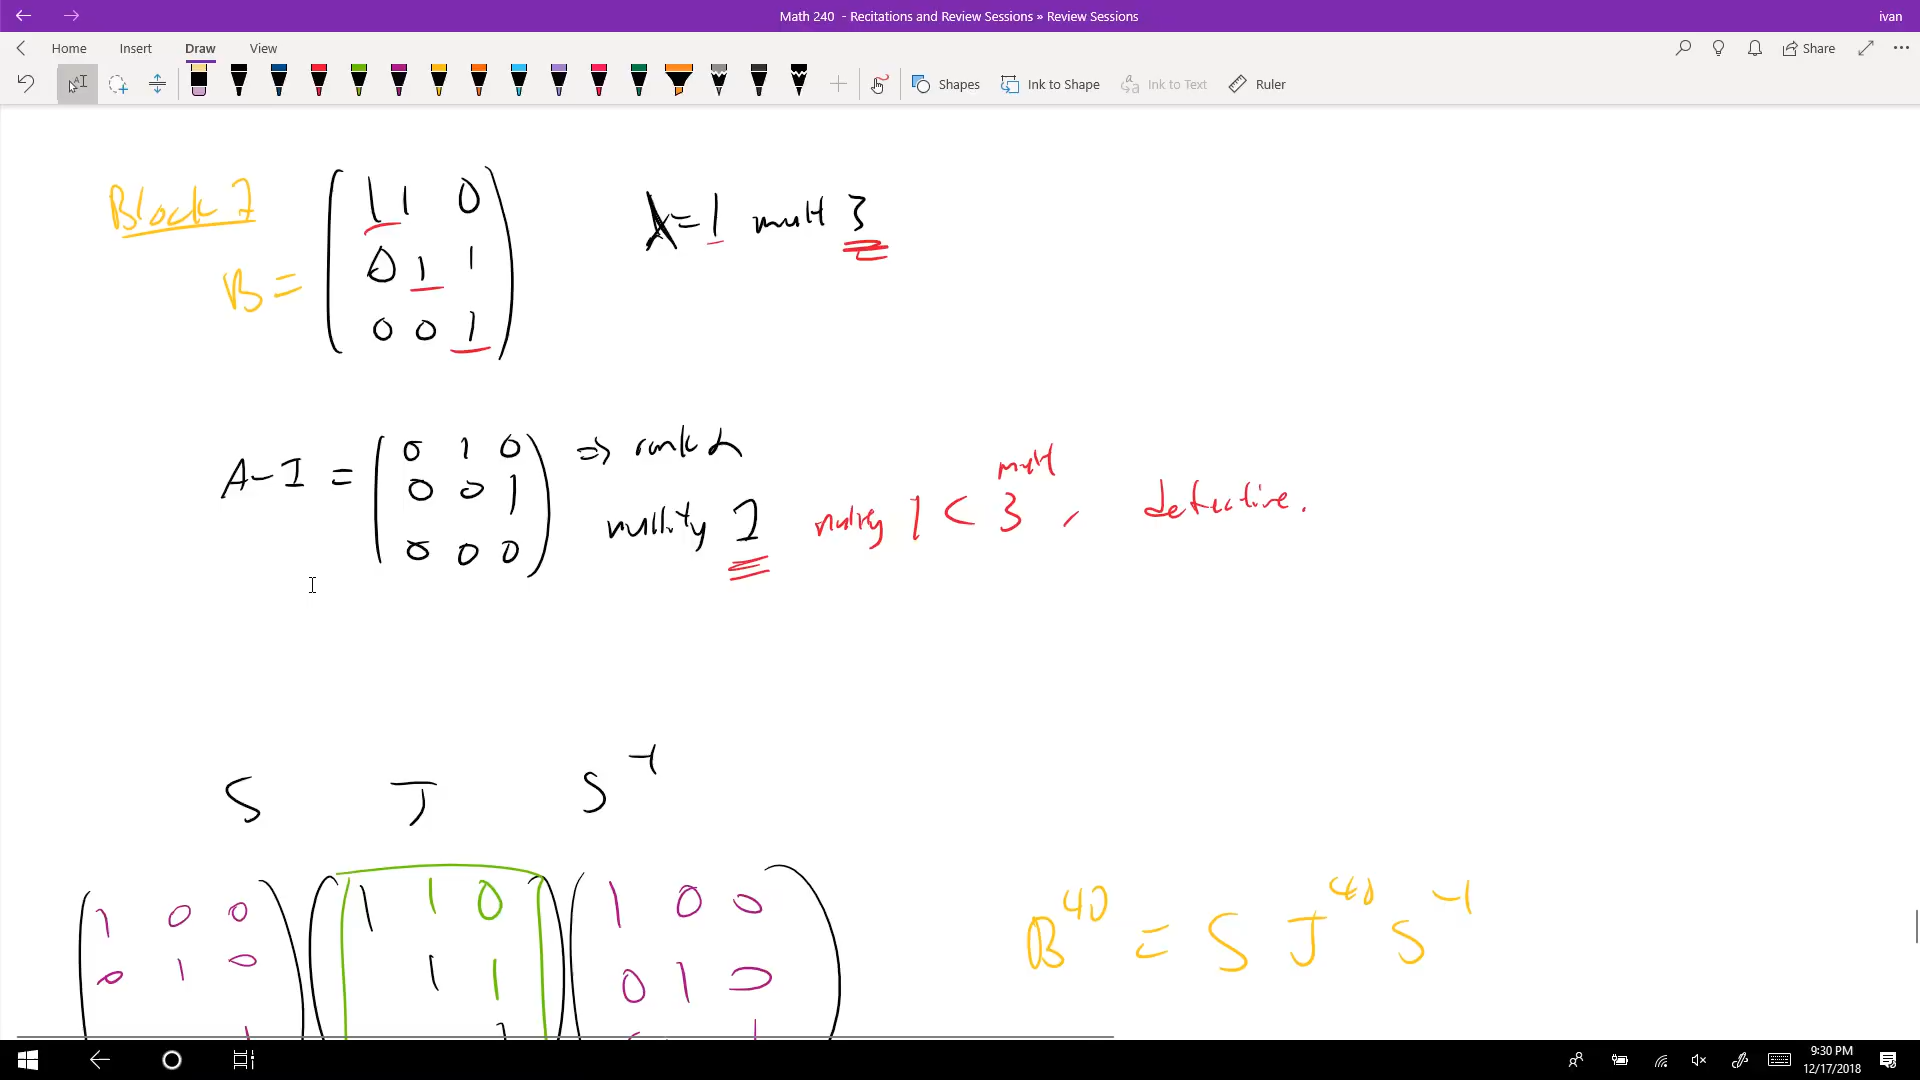 Math 240 - Recitations and Review Sessions » Review Sessions
ivan
Home Insert Draw View
Share
Shapes Ink to Shape Ink to Text Ruler
Block 2
B = ( 1 1 0
0 1 1
0 0 1 )
λ = 1 mult 3
A - I = ( 0 1 0
0 0 1
0 0 0 )
=> rank 2
nullity 1
mult
nullity 1 < 3 , defective.
S J S^-1
( 1 0 0 ) ( 1 1 0 ) ( 1 0 0 )
0 1 0 1 1 0 1 0
1 1 1
B^40 = S J^40 S^-1
9:30 PM
12/17/2018